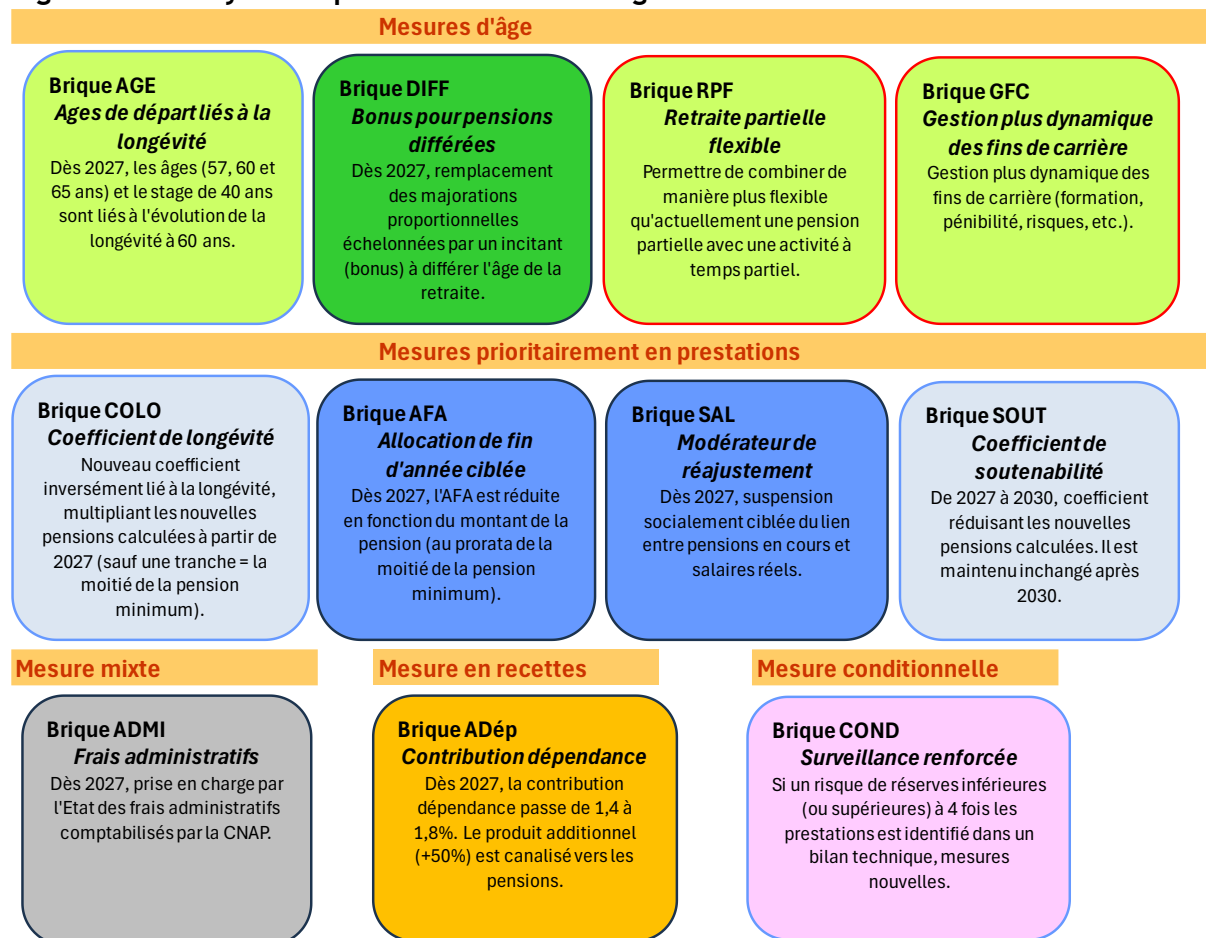 Mesures d'âge
Brique AGE
Ages de départ liés à la
longévité
Dès 2027, les âges (57, 60 et
65 ans) et le stage de 40 ans
sont liés à l'évolution de la
longévité à 60 ans.
Brique DIFF
Bonus pour pensions
différées
Dès 2027, remplacement
des majorations
proportionnelles
échelonnées par un incitant
(bonus) à différer l'âge de la
retraite.
Brique RPF
Retraite partielle
flexible
Permettre de combiner de
manière plus flexible
qu'actuellement une pension
partielle avec une activité à
temps partiel.
Brique GFC
Gestion plus dynamique
des fins de carrière
Gestion plus dynamique des
fins de carrière (formation,
pénibilité, risques, etc.).
Mesures prioritairement en prestations
Brique COLO
Coefficient de longévité
Nouveau coefficient
inversément lié à la longévité,
multipliant les nouvelles
pensions calculées à partir de
2027 (sauf une tranche = la
moitié de la pension
minimum).
Brique AFA
Allocation de fin
d'année ciblée
Dès 2027, l'AFA est réduite
en fonction du montant de la
pension (au prorata de la
moitié de la pension
minimum).
Brique SAL
Modérateur de
réajustement
Dès 2027, suspension
socialement ciblée du lien
entre pensions en cours et
salaires réels.
Brique SOUT
Coefficient de
soutenabilité
De 2027 à 2030, coefficient
réduisant les nouvelles
pensions calculées. Il est
maintenu inchangé après
2030.
Mesure mixte
Brique ADMI
Frais administratifs
Dès 2027, prise en charge par
l'Etat des frais administratifs
comptabilisés par la CNAP.
Mesure en recettes
Brique ADép
Contribution dépendance
Dès 2027, la contribution
dépendance passe de 1,4 à
1,8%. Le produit additionnel
(+50%) est canalisé vers les
pensions.
Mesure conditionnelle
Brique COND
Surveillance renforcée
Si un risque de réserves inférieures
(ou supérieures) à 4 fois les
prestations est identifié dans un
bilan technique, mesures
nouvelles.